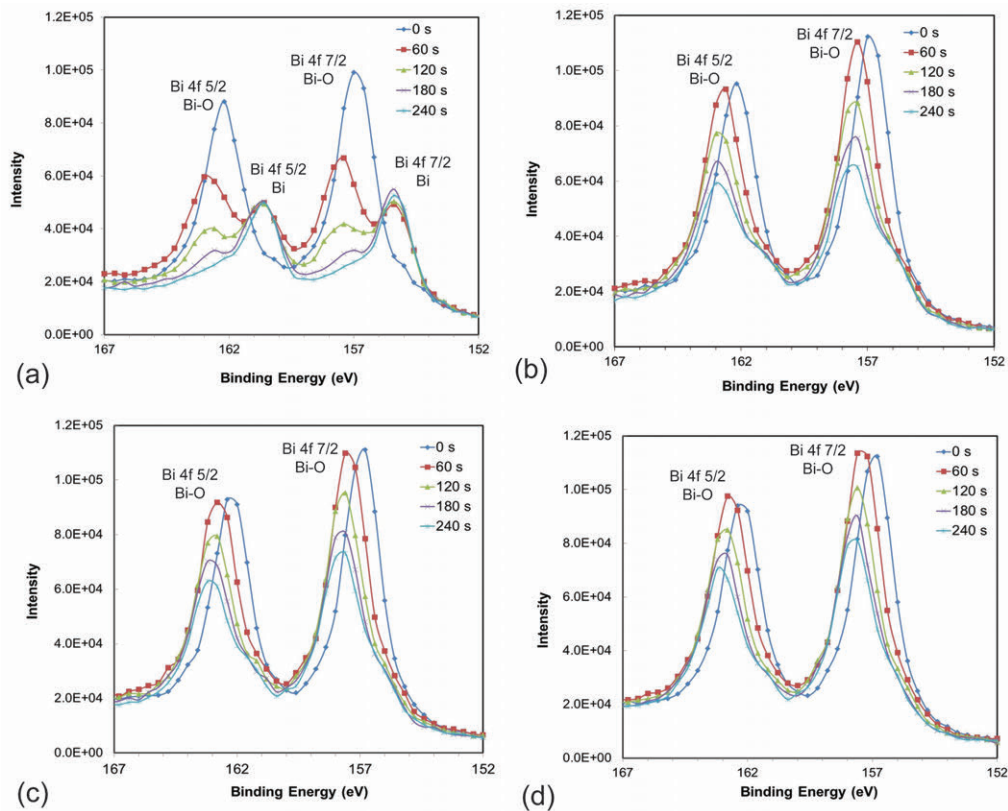 1.2E+05
1.0E+05
8.0E+04
6.0E+04
4.0E+04
2.0E+04
0.0E+00
Intensity
Bi 4f 5/2
Bi-O
Bi 4f 7/2
Bi-O
Bi 4f 5/2
Bi
Bi 4f 7/2
Bi
0 s
60 s
120 s
180 s
240 s
167
162
157
152
Binding Energy (eV)
(a)
1.2E+05
1.0E+05
8.0E+04
6.0E+04
4.0E+04
2.0E+04
0.0E+00
Intensity
Bi 4f 5/2
Bi-O
Bi 4f 7/2
Bi-O
0 s
60 s
120 s
180 s
240 s
167
162
157
152
Binding Energy (eV)
(b)
1.2E+05
1.0E+05
8.0E+04
6.0E+04
4.0E+04
2.0E+04
0.0E+00
Intensity
Bi 4f 5/2
Bi-O
Bi 4f 7/2
Bi-O
0 s
60 s
120 s
180 s
240 s
167
162
157
152
Binding Energy (eV)
(c)
1.2E+05
1.0E+05
8.0E+04
6.0E+04
4.0E+04
2.0E+04
0.0E+00
Intensity
Bi 4f 5/2
Bi-O
Bi 4f 7/2
Bi-O
0 s
60 s
120 s
180 s
240 s
167
162
157
152
Binding Energy (eV)
(d)